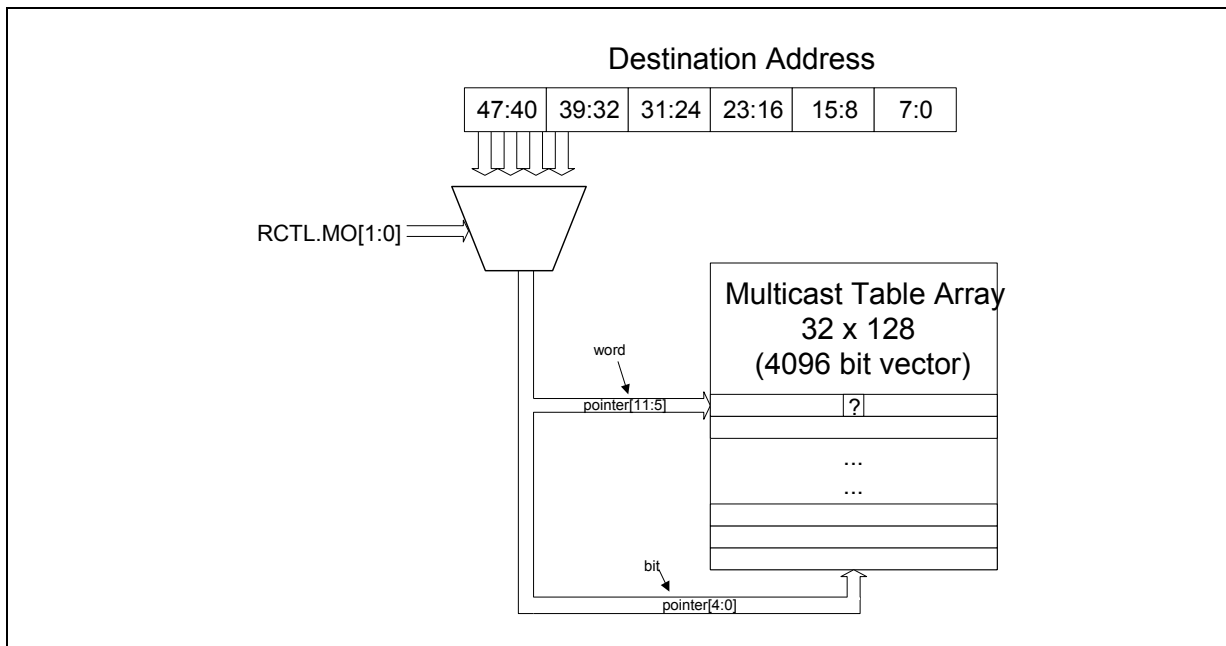 Destination Address
47:40 39:32 31:24 23:16 15:8 7:0
RCTL.MO[1:0]
Multicast Table Array
32 x 128
(4096 bit vector)
word
pointer[11:5]
?
...
...
bit
pointer[4:0]